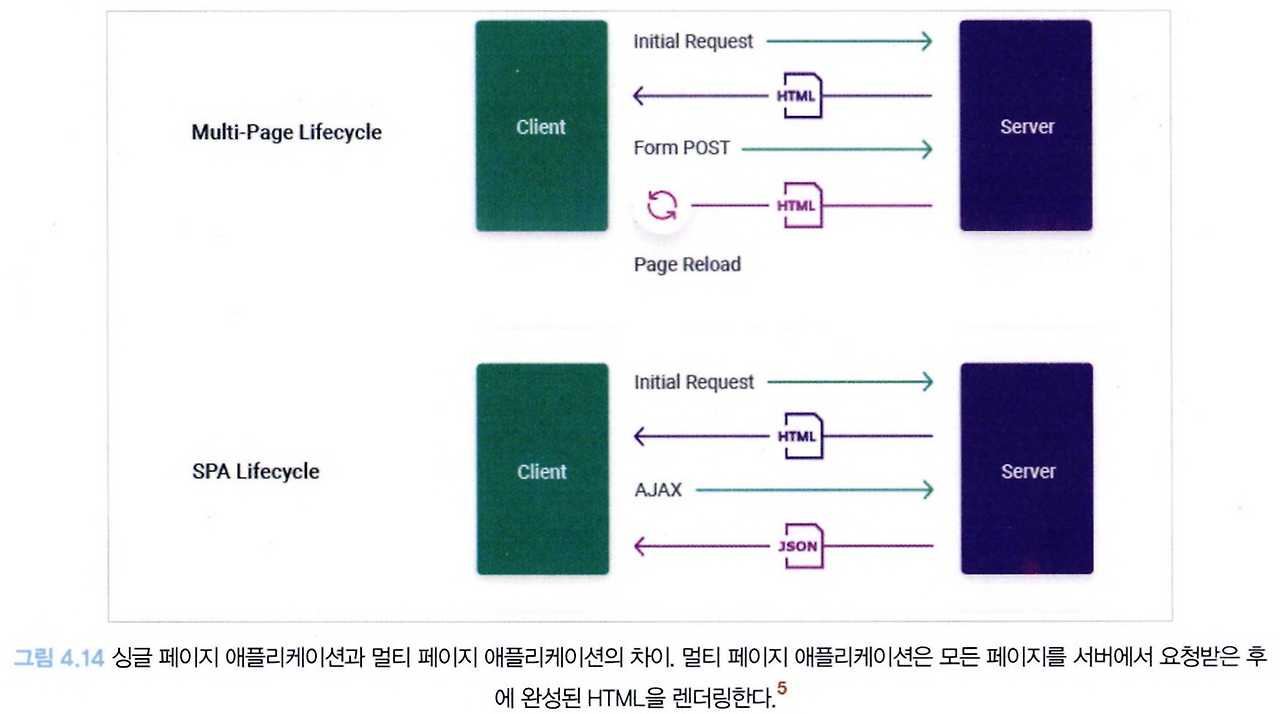 Initial Request
HTML
Multi-Page Lifecycle
Client
Server
Form POST
HTML
Page Reload
Initial Request
HTML
SPA Lifecycle
Client
Server
AJAX
JSON
그림 4.14 싱글 페이지 애플리케이션과 멀티 페이지 애플리케이션의 차이. 멀티 페이지 애플리케이션은 모든 페이지를 서버에서 요청받은 후
에 완성된 HTML을 렌더링한다.5